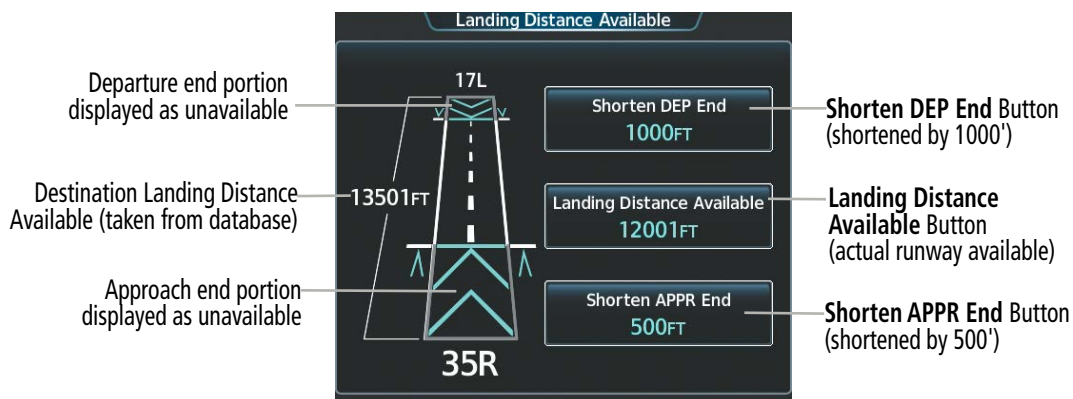 Landing Distance Available
Departure end portion
displayed as unavailable
17L
Shorten DEP End
1000FT
Shorten DEP End Button
(shortened by 1000')
Destination Landing Distance
Available (taken from database)
13501FT
Landing Distance Available
12001FT
Landing Distance
Available Button
(actual runway available)
Approach end portion
displayed as unavailable
Shorten APPR End
500FT
Shorten APPR End Button
(shortened by 500')
35R